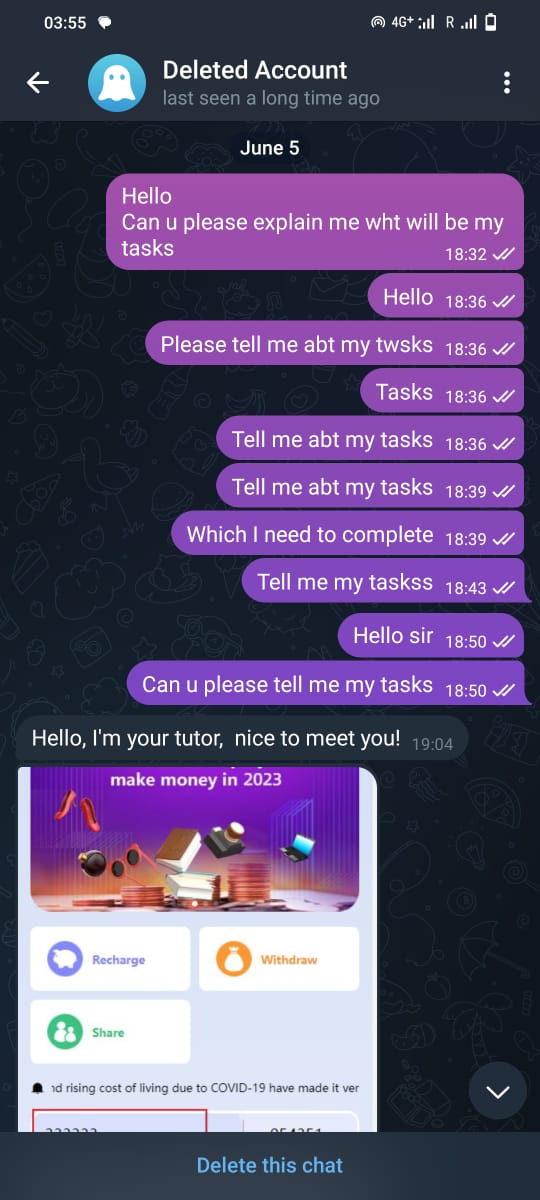 03:55
4G+
R
Deleted Account
last seen a long time ago
June 5
Hello
Can u please explain me wht will be my
tasks
18:32
Hello 18:36
Please tell me abt my twsks 18:36
Tasks 18:36
Tell me abt my tasks 18:36
Tell me abt my tasks 18:39
Which I need to complete 18:39
Tell me my taskss 18:43
Hello sir 18:50
Can u please tell me my tasks 18:50
Hello, I'm your tutor, nice to meet you! 19:04
make money in 2023
Recharge
Withdraw
Share
nd rising cost of living due to COVID-19 have made it ver
Delete this chat